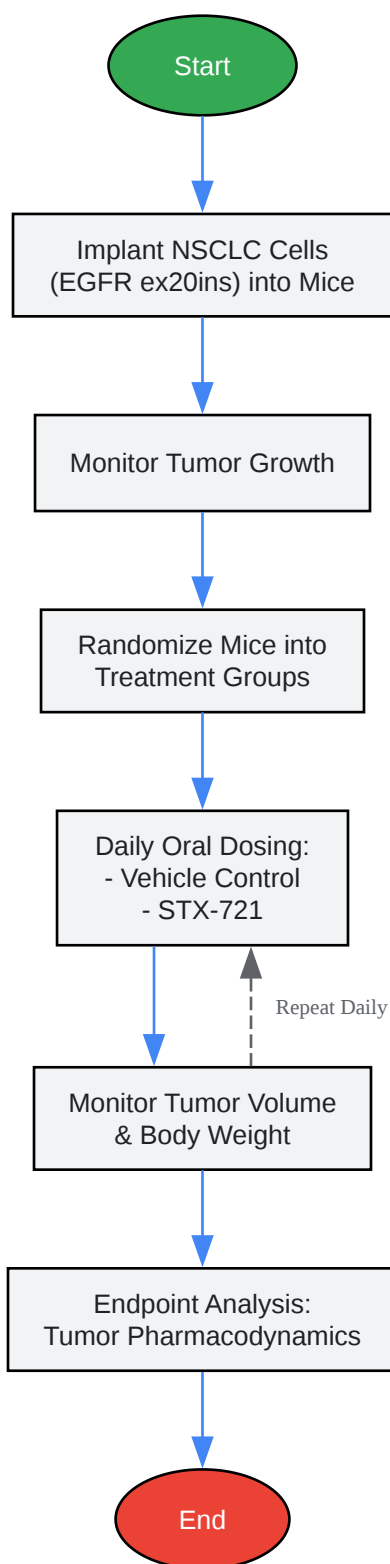 Start
Implant NSCLC Cells
(EGFR ex20ins) into Mice
Monitor Tumor Growth
Randomize Mice into
Treatment Groups
Daily Oral Dosing:
- Vehicle Control
- STX-721
Repeat Daily
Monitor Tumor Volume
& Body Weight
Endpoint Analysis:
Tumor Pharmacodynamics
End